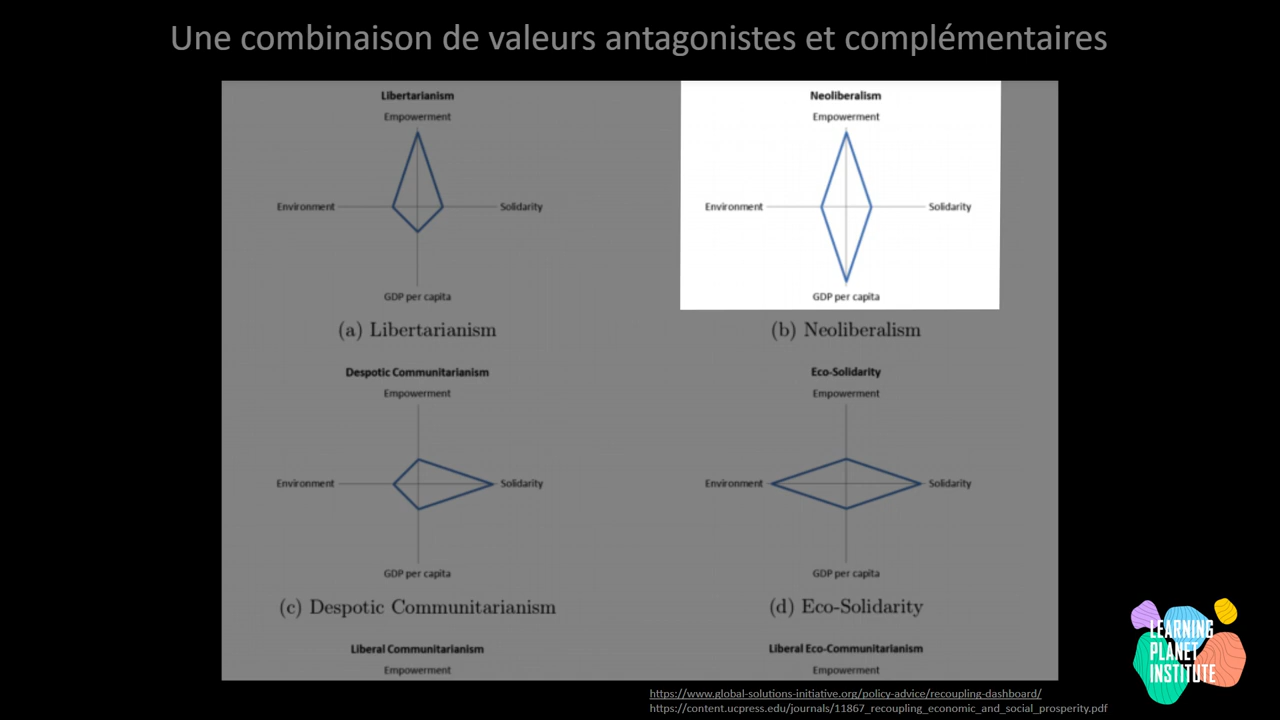 Une combinaison de valeurs antagonistes et complémentaires
Libertarianism
Empowerment
Environment
Solidarity
GDP per capita
(a) Libertarianism
Neoliberalism
Empowerment
Environment
Solidarity
GDP per capita
(b) Neoliberalism
Despotic Communitarianism
Empowerment
Environment
Solidarity
GDP per capita
(c) Despotic Communitarianism
Eco-Solidarity
Empowerment
Environment
Solidarity
GDP per capita
(d) Eco-Solidarity
Liberal Communitarianism
Empowerment
Liberal Eco-Communitarianism
Empowerment
https://www.global-solutions-initiative.org/policy-advice/recoupling-dashboard/
https://content.ucpress.edu/journals/11867_recoupling_economic_and_social_prosperity.pdf
LEARNING
PLANET
INSTITUTE